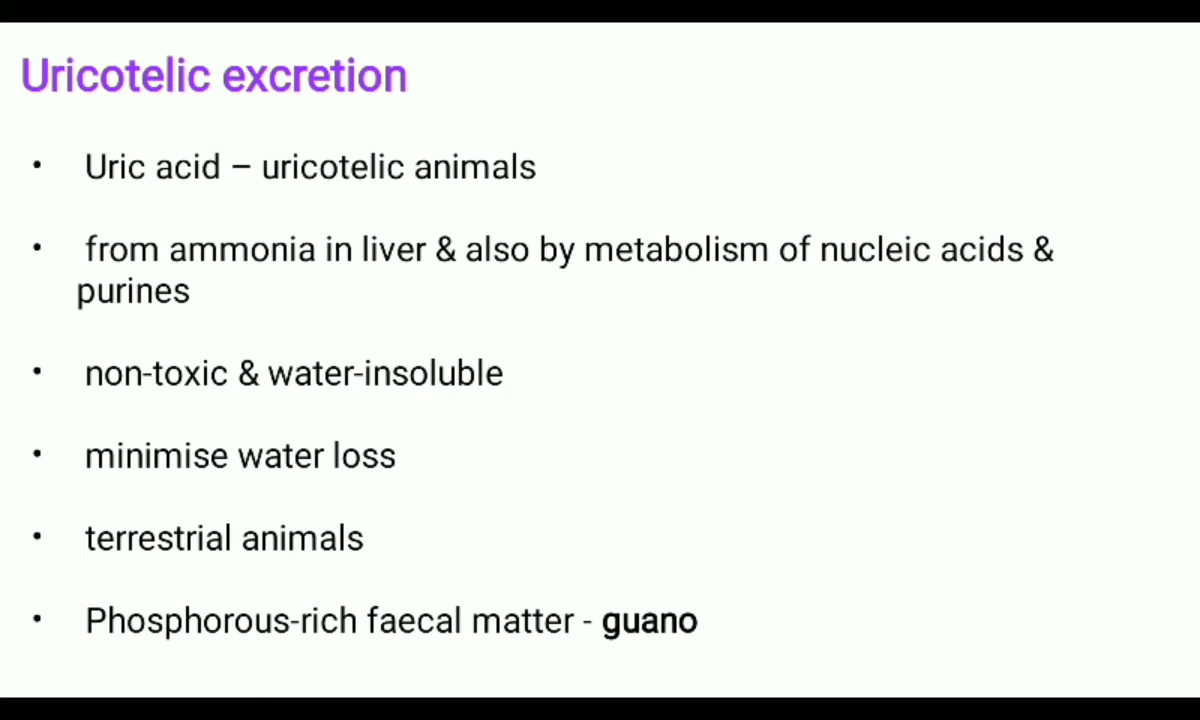 Uricotelic excretion
• Uric acid – uricotelic animals
• from ammonia in liver & also by metabolism of nucleic acids &
purines
• non-toxic & water-insoluble
• minimise water loss
• terrestrial animals
• Phosphorous-rich faecal matter - guano